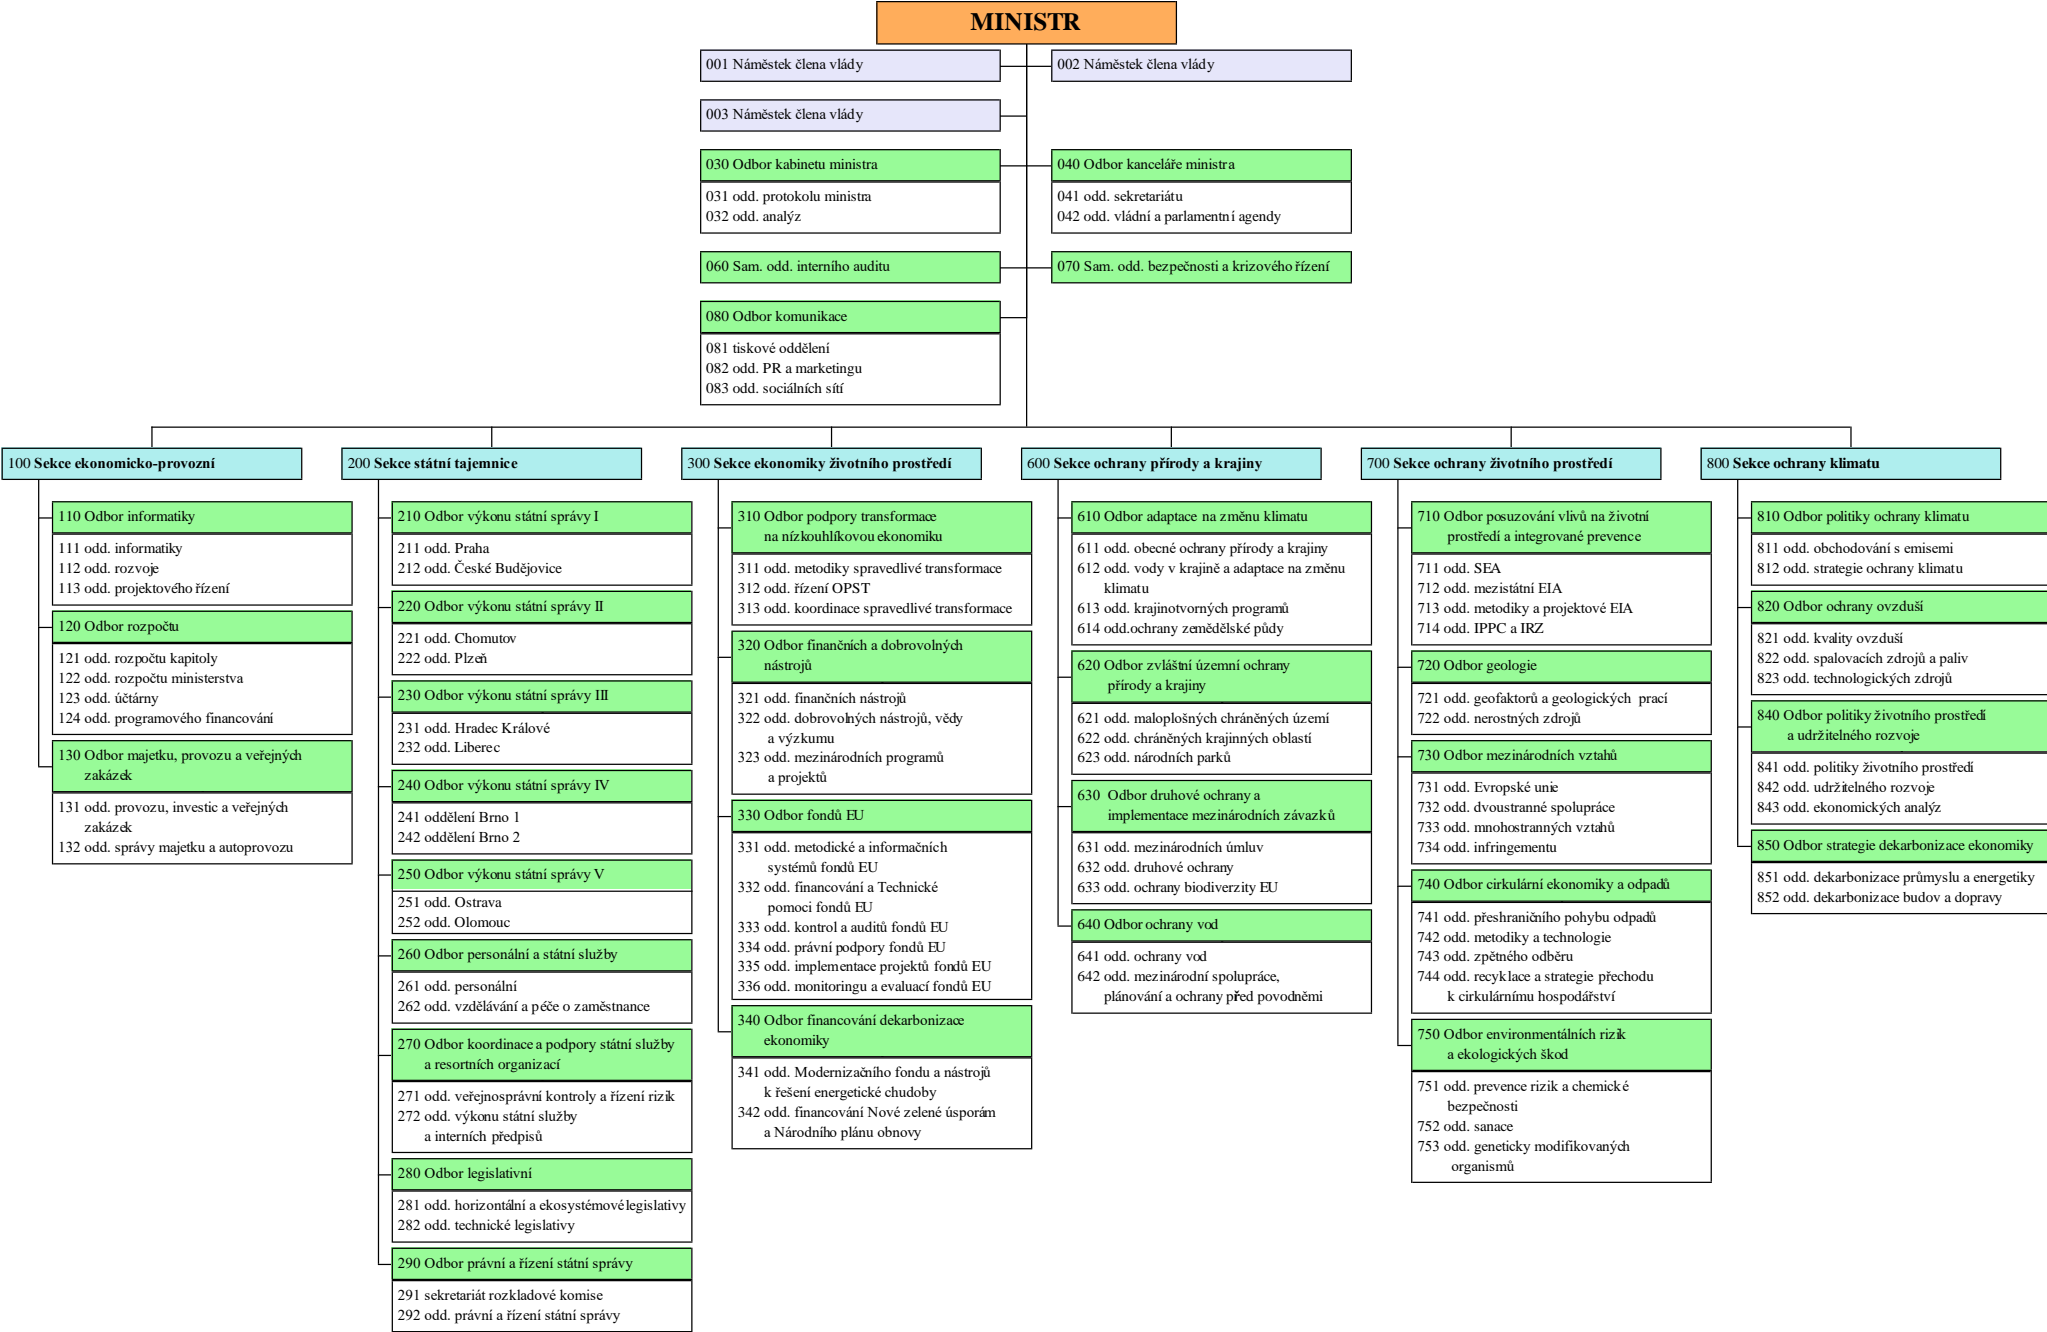 MINISTR
001 Náměstek člena vlády
002 Náměstek člena vlády
003 Náměstek člena vlády
030 Odbor kabinetu ministra
031 odd. protokolu ministra
032 odd. analýz
040 Odbor kanceláře ministra
041 odd. sekretariátu
042 odd. vládní a parlamentní agendy
060 Sam. odd. interního auditu
070 Sam. odd. bezpečnosti a krizového řízení
080 Odbor komunikace
081 tiskové oddělení
082 odd. PR a marketingu
083 odd. sociálních sítí
100 Sekce ekonomicko-provozní
110 Odbor informatiky
111 odd. informatiky
112 odd. rozvoje
113 odd. projektového řízení
120 Odbor rozpočtu
121 odd. rozpočtu kapitoly
122 odd. rozpočtu ministerstva
123 odd. účtárny
124 odd. programového financování
130 Odbor majetku, provozu a veřejných
zakázek
131 odd. provozu, investic a veřejných
zakázek
132 odd. správy majetku a autoprovozu
200 Sekce státní tajemnice
210 Odbor výkonu státní správy I
211 odd. Praha
212 odd. České Budějovice
220 Odbor výkonu státní správy II
221 odd. Chomutov
222 odd. Plzeň
230 Odbor výkonu státní správy III
231 odd. Hradec Králové
232 odd. Liberec
240 Odbor výkonu státní správy IV
241 oddělení Brno 1
242 oddělení Brno 2
250 Odbor výkonu státní správy V
251 odd. Ostrava
252 odd. Olomouc
260 Odbor personální a státní služby
261 odd. personální
262 odd. vzdělávání a péče o zaměstnance
270 Odbor koordinace a podpory státní služby
a resortních organizací
271 odd. veřejnosprávní kontroly a řízení rizik
272 odd. výkonu státní služby
a interních předpisů
280 Odbor legislativní
281 odd. horizontální a ekosystémové legislativy
282 odd. technické legislativy
290 Odbor právní a řízení státní správy
291 sekretariát rozkladové komise
292 odd. právní a řízení státní správy
300 Sekce ekonomiky životního prostředí
310 Odbor podpory transformace
na nízkouhlíkovou ekonomiku
311 odd. metodiky spravedlivé transformace
312 odd. řízení OPST
313 odd. koordinace spravedlivé transformace
320 Odbor finančních a dobrovolných
nástrojů
321 odd. finančních nástrojů
322 odd. dobrovolných nástrojů, vědy
a výzkumu
323 odd. mezinárodních programů
a projektů
330 Odbor fondů EU
331 odd. metodické a informačních
systémů fondů EU
332 odd. financování a Technické
pomoci fondů EU
333 odd. kontrol a auditů fondů EU
334 odd. právní podpory fondů EU
335 odd. implementace projektů fondů EU
336 odd. monitoringu a evaluací fondů EU
340 Odbor financování dekarbonizace
ekonomiky
341 odd. Modernizačního fondu a nástrojů
k řešení energetické chudoby
342 odd. financování Nové zelené úsporám
a Národního plánu obnovy
600 Sekce ochrany přírody a krajiny
610 Odbor adaptace na změnu klimatu
611 odd. obecné ochrany přírody a krajiny
612 odd. vody v krajině a adaptace na změnu
klimatu
613 odd. krajinotvorných programů
614 odd.ochrany zemědělské půdy
620 Odbor zvláštní územní ochrany
přírody a krajiny
621 odd. maloplošných chráněných území
622 odd. chráněných krajinných oblastí
623 odd. národních parků
630 Odbor druhové ochrany a
implementace mezinárodních závazků
631 odd. mezinárodních úmluv
632 odd. druhové ochrany
633 odd. ochrany biodiverzity EU
640 Odbor ochrany vod
641 odd. ochrany vod
642 odd. mezinárodní spolupráce,
plánování a ochrany před povodněmi
700 Sekce ochrany životního prostředí
710 Odbor posuzování vlivů na životní
prostředí a integrované prevence
711 odd. SEA
712 odd. mezistátní EIA
713 odd. metodiky a projektové EIA
714 odd. IPPC a IRZ
720 Odbor geologie
721 odd. geofaktorů a geologických prací
722 odd. nerostných zdrojů
730 Odbor mezinárodních vztahů
731 odd. Evropské unie
732 odd. dvoustranné spolupráce
733 odd. mnohostranných vztahů
734 odd. infringementu
740 Odbor cirkulární ekonomiky a odpadů
741 odd. přeshraničního pohybu odpadů
742 odd. metodiky a technologie
743 odd. zpětného odběru
744 odd. recyklace a strategie přechodu
k cirkulárnímu hospodářství
750 Odbor environmentálních rizik
a ekologických škod
751 odd. prevence rizik a chemické
bezpečnosti
752 odd. sanace
753 odd. geneticky modifikovaných
organismů
800 Sekce ochrany klimatu
810 Odbor politiky ochrany klimatu
811 odd. obchodování s emisemi
812 odd. strategie ochrany klimatu
820 Odbor ochrany ovzduší
821 odd. kvality ovzduší
822 odd. spalovacích zdrojů a paliv
823 odd. technologických zdrojů
840 Odbor politiky životního prostředí
a udržitelného rozvoje
841 odd. politiky životního prostředí
842 odd. udržitelného rozvoje
843 odd. ekonomických analýz
850 Odbor strategie dekarbonizace ekonomiky
851 odd. dekarbonizace průmyslu a energetiky
852 odd. dekarbonizace budov a dopravy